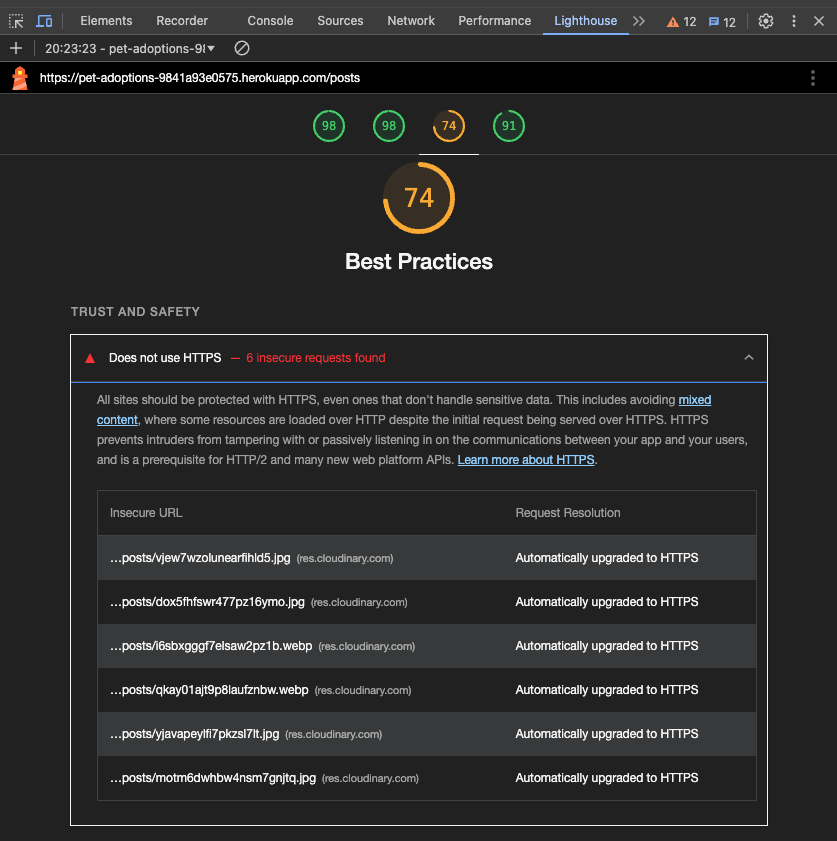 Elements Recorder Console Sources Network Performance Lighthouse 12 12
20:23:23 - pet-adoptions-98
https://pet-adoptions-9841a93e0575.herokuapp.com/posts
98 98 74 91
74
Best Practices
TRUST AND SAFETY
Does not use HTTPS — 6 insecure requests found
All sites should be protected with HTTPS, even ones that don't handle sensitive data. This includes avoiding mixed
content, where some resources are loaded over HTTP despite the initial request being served over HTTPS. HTTPS
prevents intruders from tampering with or passively listening in on the communications between your app and your users,
and is a prerequisite for HTTP/2 and many new web platform APIs. Learn more about HTTPS.
Insecure URL Request Resolution
…posts/vjew7wzolunearfihld5.jpg (res.cloudinary.com) Automatically upgraded to HTTPS
…posts/dox5fhfswr477pz16ymo.jpg (res.cloudinary.com) Automatically upgraded to HTTPS
…posts/i6sbxgggf7elsaw2pz1b.webp (res.cloudinary.com) Automatically upgraded to HTTPS
…posts/qkay01ajt9p8laufznbw.webp (res.cloudinary.com) Automatically upgraded to HTTPS
…posts/yjavapeylfi7pkzsl7lt.jpg (res.cloudinary.com) Automatically upgraded to HTTPS
…posts/motm6dwhbw4nsm7gnjtq.jpg (res.cloudinary.com) Automatically upgraded to HTTPS